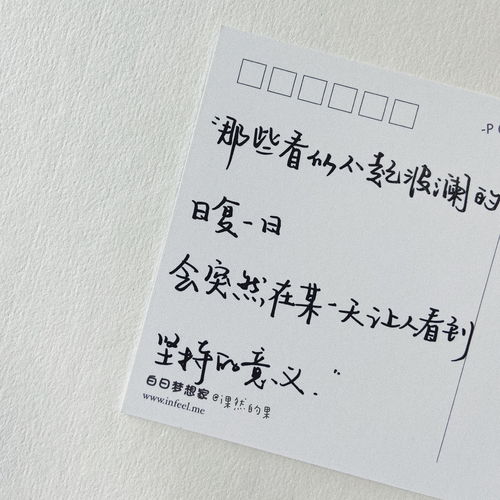 -P
"那些看似不起波澜的
日复一日
会突然在某一天让人看到
坚持的意义."
白日梦想家 @课然的果
www.infeel.me